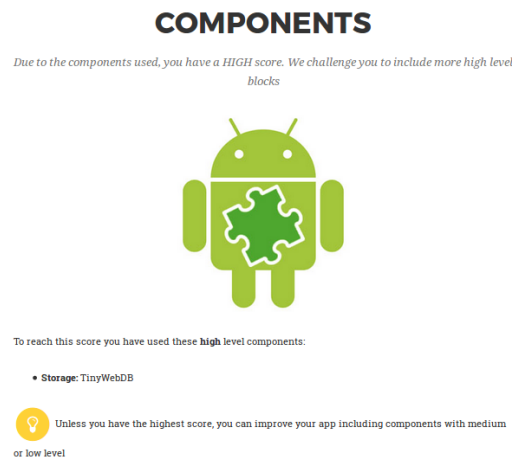 COMPONENTS
Due to the components used, you have a HIGH score. We challenge you to include more high level
blocks
To reach this score you have used these high level components:
• Storage: TinyWebDB
Unless you have the highest score, you can improve your app including components with medium
or low level